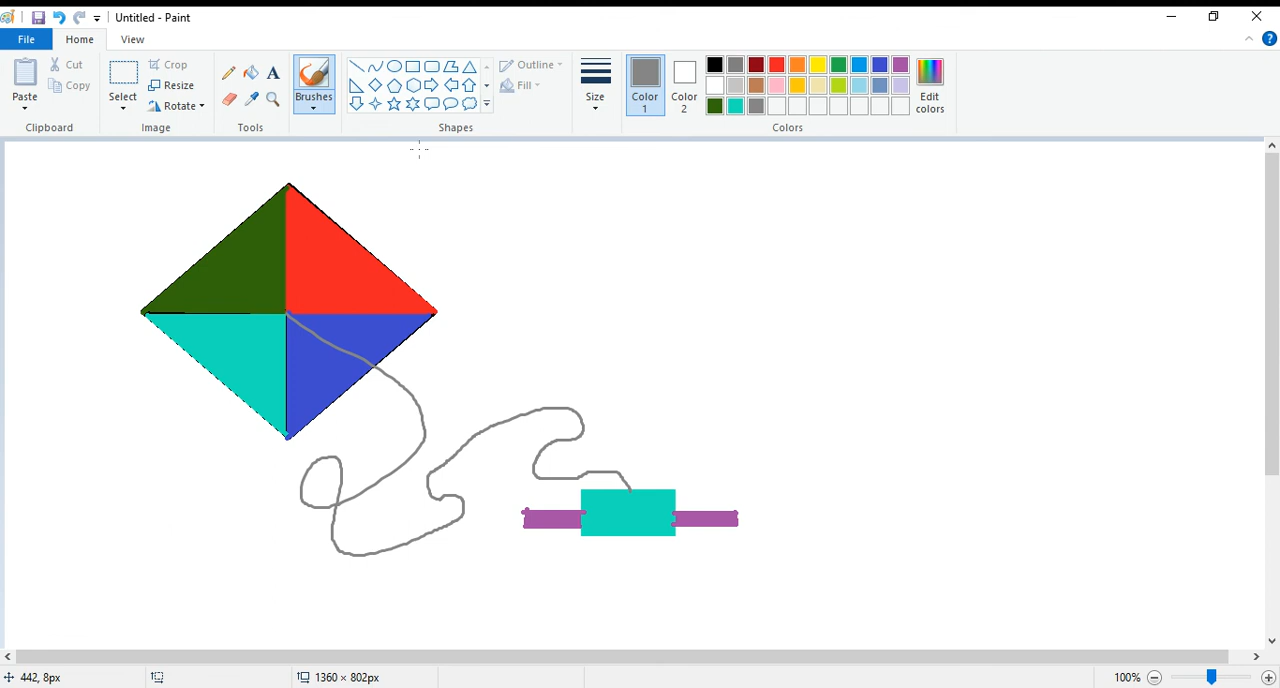 Untitled - Paint
File Home View
Paste
Cut
Copy
Clipboard
Select
Crop
Resize
Rotate
Image
A
Tools
Brushes
Shapes
Outline
Fill
Size
Color 1
Color 2
Edit colors
Colors
442, 8px
1360 × 802px
100%